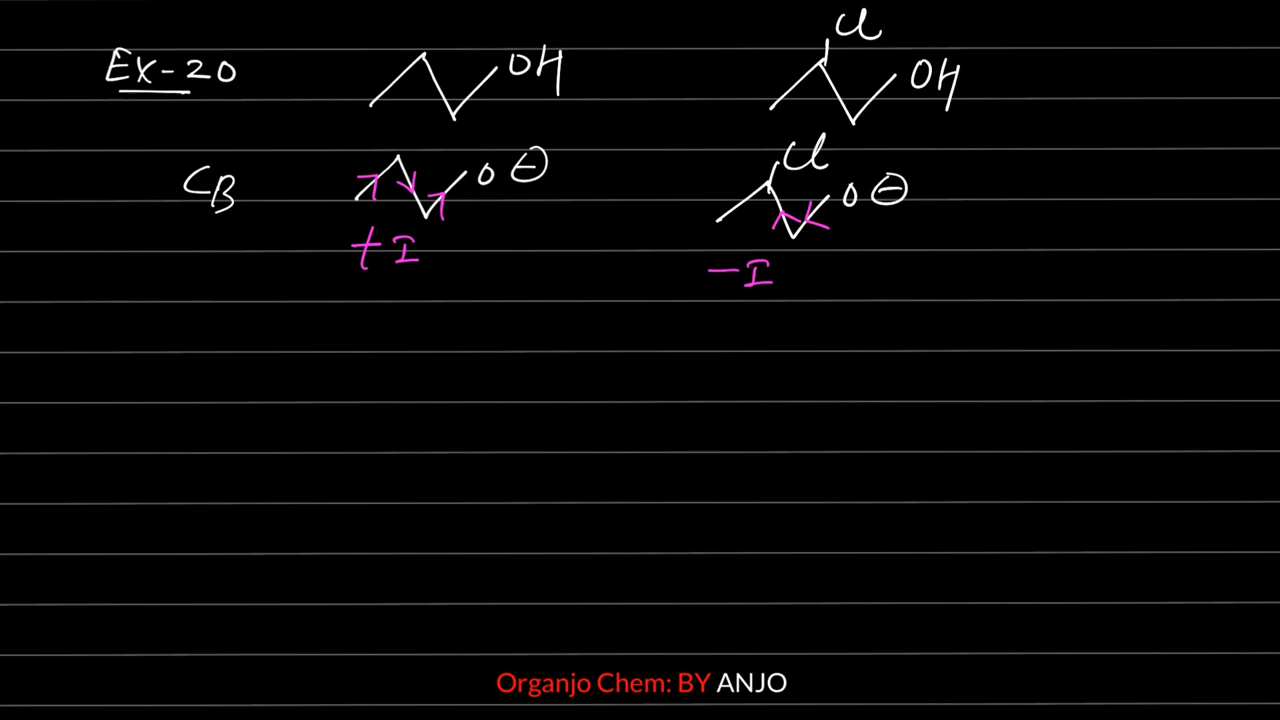 Cl
Ex-20 OH OH
Cl
CB O ⊖ O ⊖
+I -I
Organjo Chem: BY ANJO